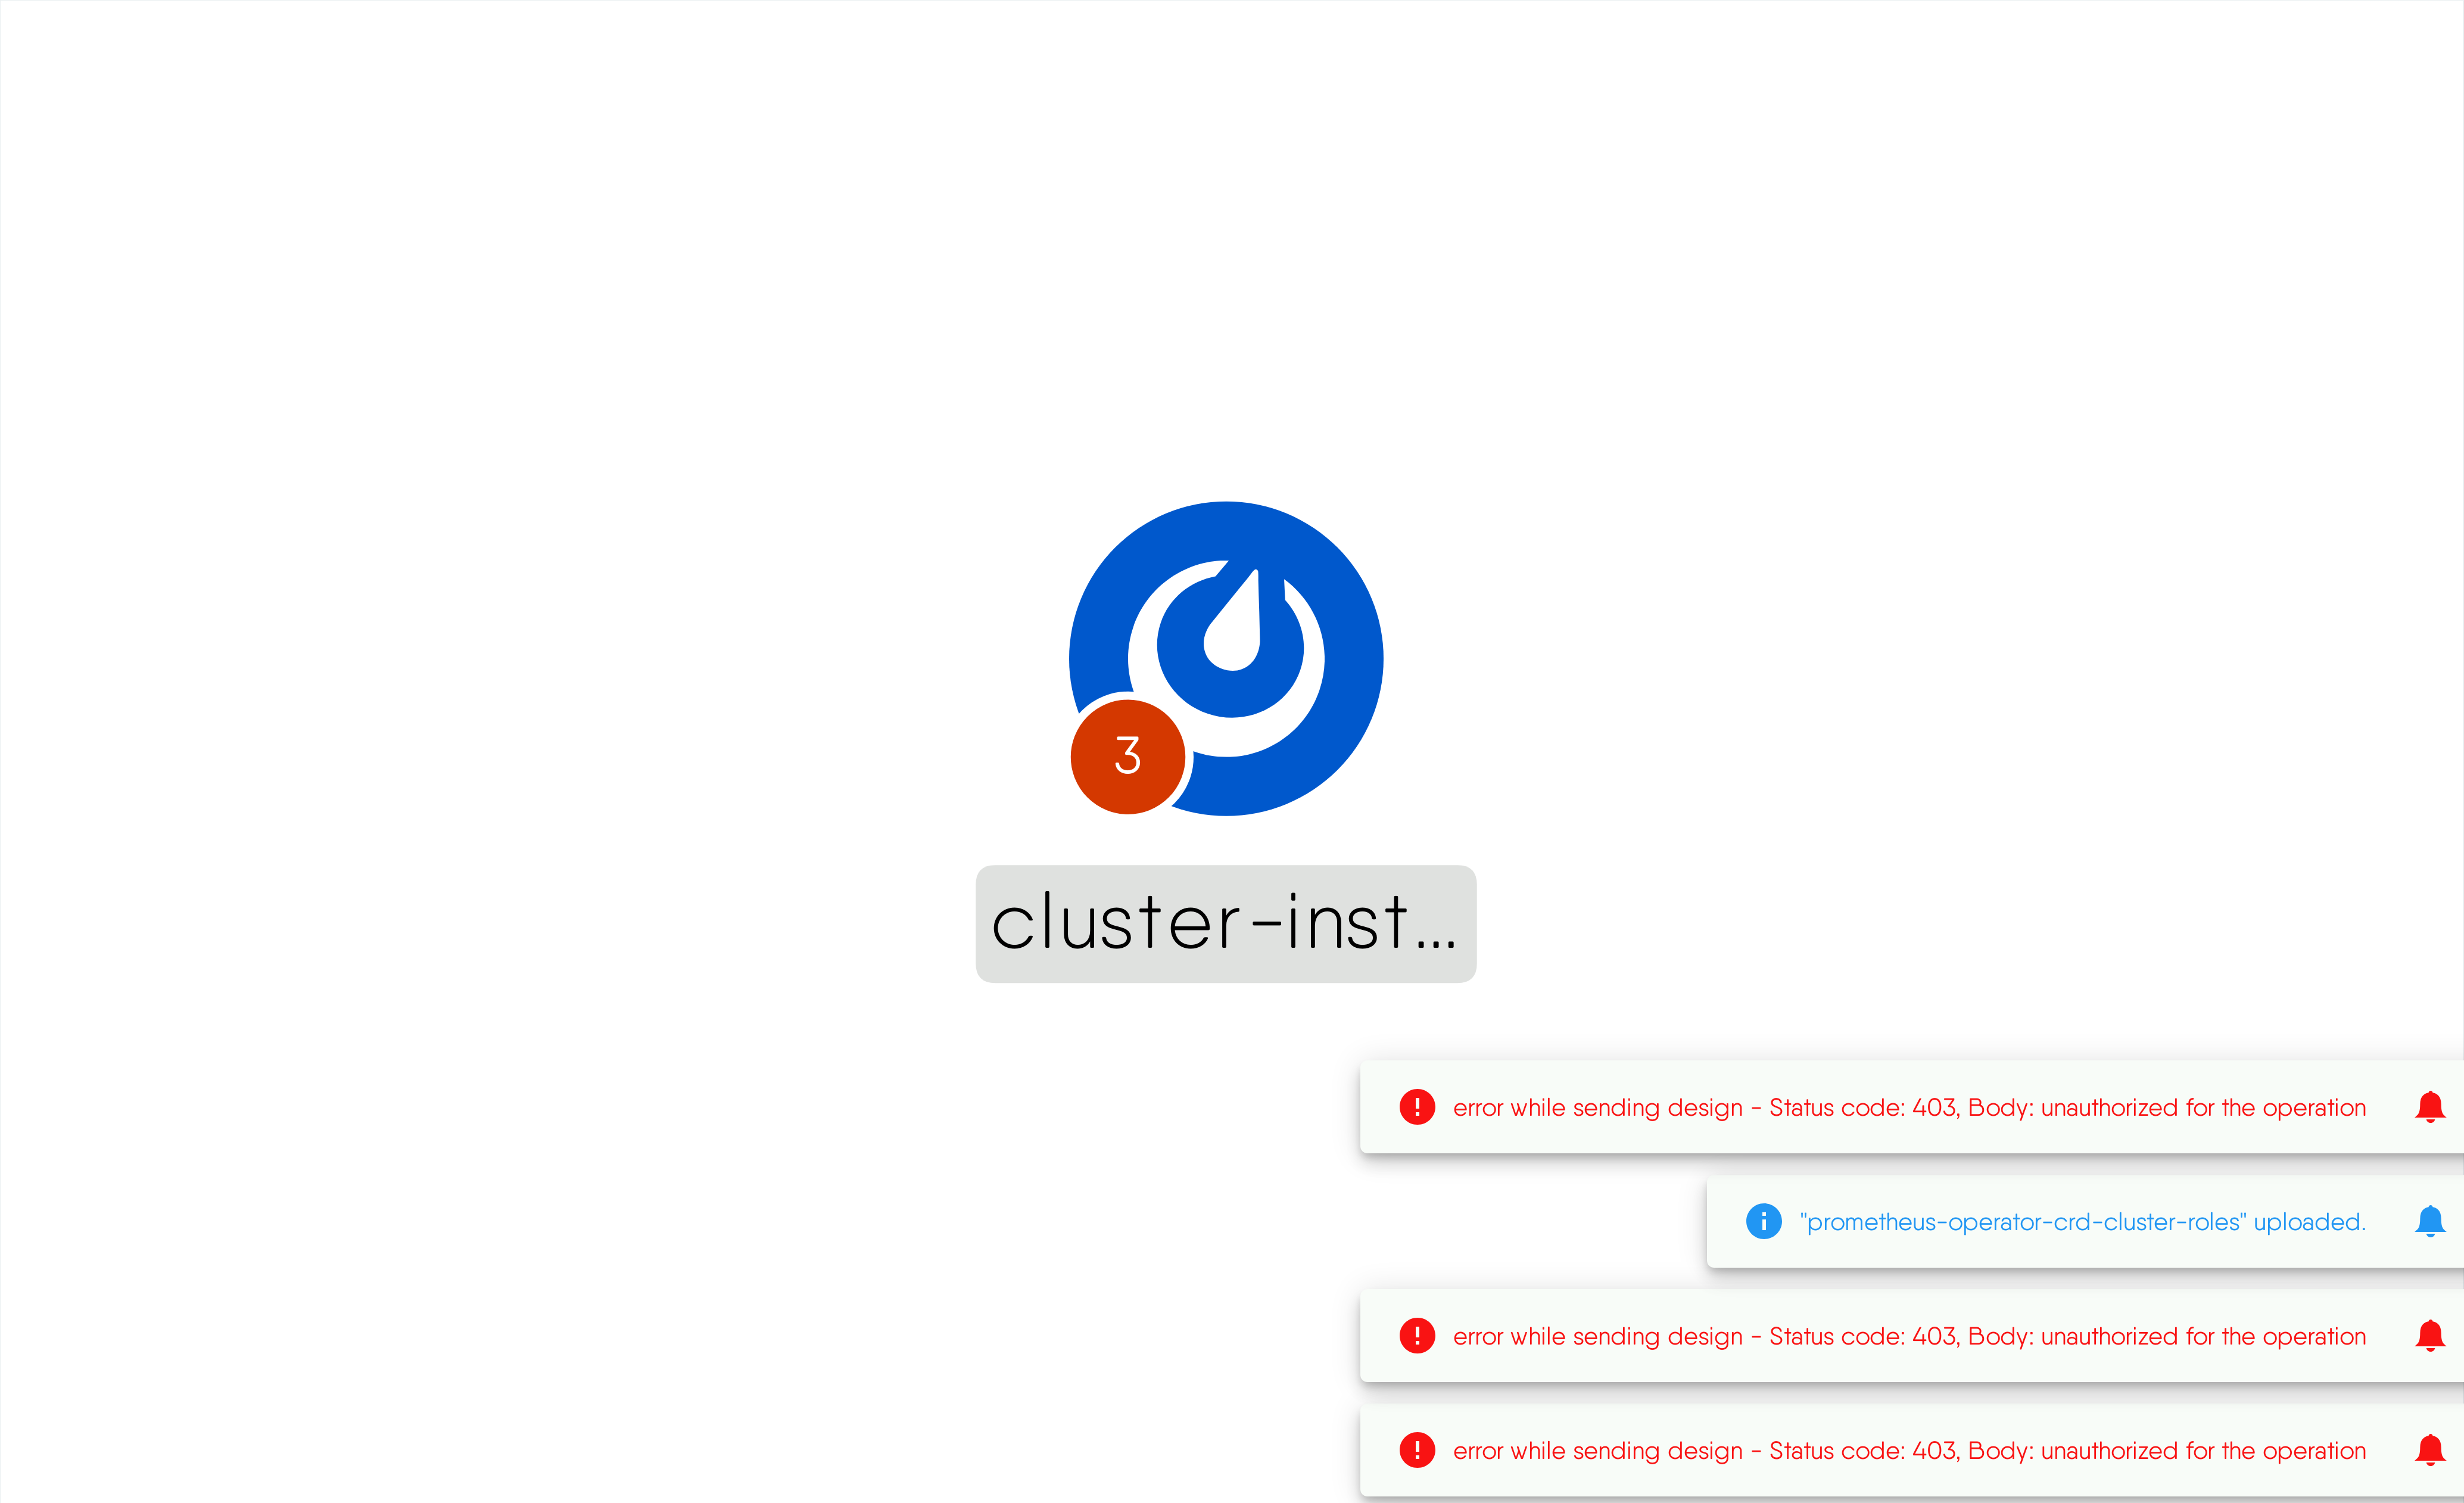 3
cluster-inst...
error while sending design - Status code: 403, Body: unauthorized for the operation
"prometheus-operator-crd-cluster-roles" uploaded.
error while sending design - Status code: 403, Body: unauthorized for the operation
error while sending design - Status code: 403, Body: unauthorized for the operation